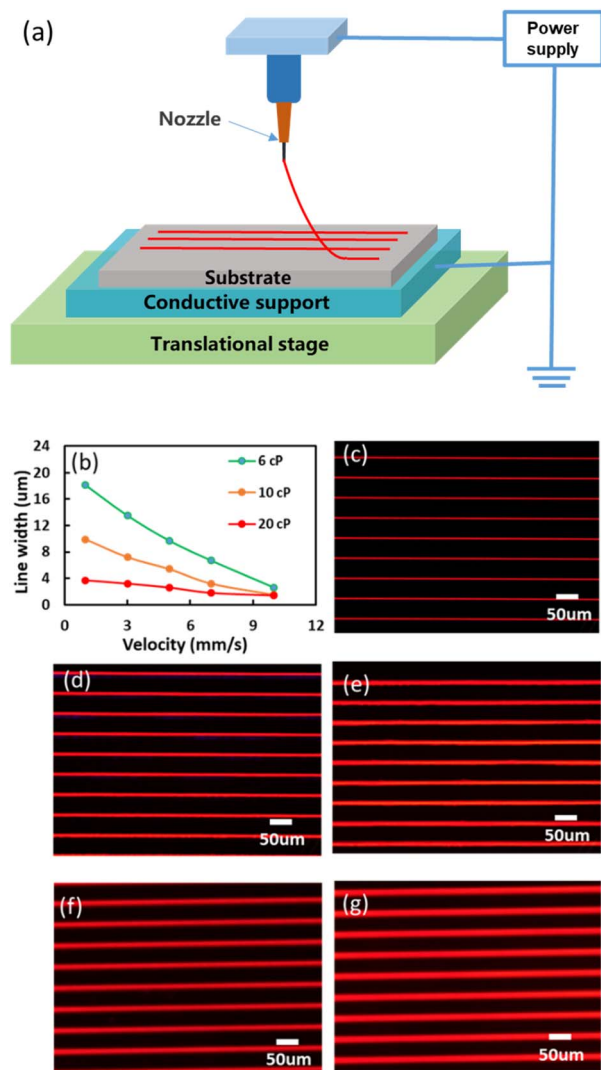 (a)
Power
supply
Nozzle
Substrate
Conductive support
Translational stage
(b)
24
20
16
12
8
4
0
Line width (um)
6 cP
10 cP
20 cP
0 3 6 9 12
Velocity (mm/s)
(c)
50um
(d)
50um
(e)
50um
(f)
50um
(g)
50um